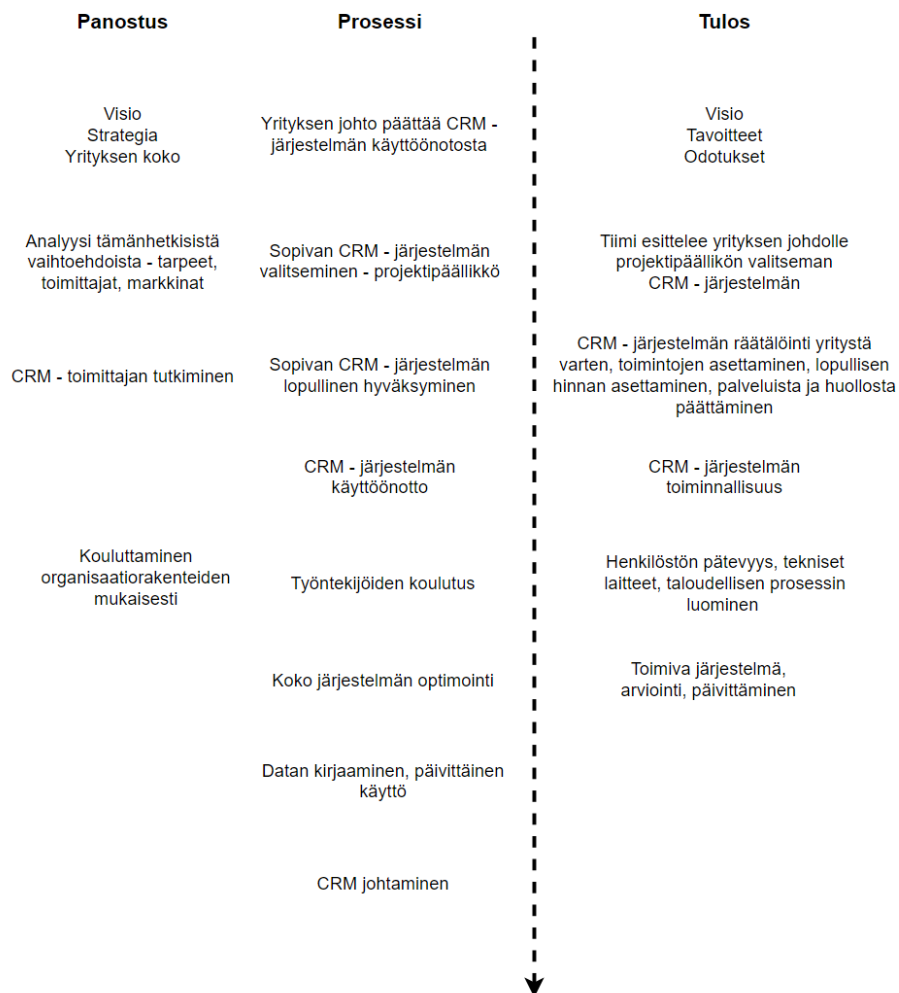 Panostus
Prosessi
Tulos
Visio
Strategia
Yrityksen koko
Yrityksen johto päättää CRM -
järjestelmän käyttöönotosta
Visio
Tavoitteet
Odotukset
Analyysi tämänhetkisistä
vaihtoehdoista - tarpeet,
toimittajat, markkinat
Sopivan CRM - järjestelmän
valitseminen - projektipäällikkö
Tiimi esittelee yrityksen johdolle
projektipäällikön valitseman
CRM - järjestelmän
CRM - toimittajan tutkiminen
Sopivan CRM - järjestelmän
lopullinen hyväksyminen
CRM - järjestelmän räätälöinti yritystä
varten, toimintojen asettaminen, lopullisen
hinnan asettaminen, palveluista ja huollosta
päättäminen
CRM - järjestelmän
käyttöönotto
CRM - järjestelmän
toiminnallisuus
Kouluttaminen
organisaatiorakenteiden
mukaisesti
Työntekijöiden koulutus
Henkilöstön pätevyys, tekniset
laitteet, taloudellisen prosessin
luominen
Koko järjestelmän optimointi
Toimiva järjestelmä,
arviointi, päivittäminen
Datan kirjaaminen, päivittäinen
käyttö
CRM johtaminen